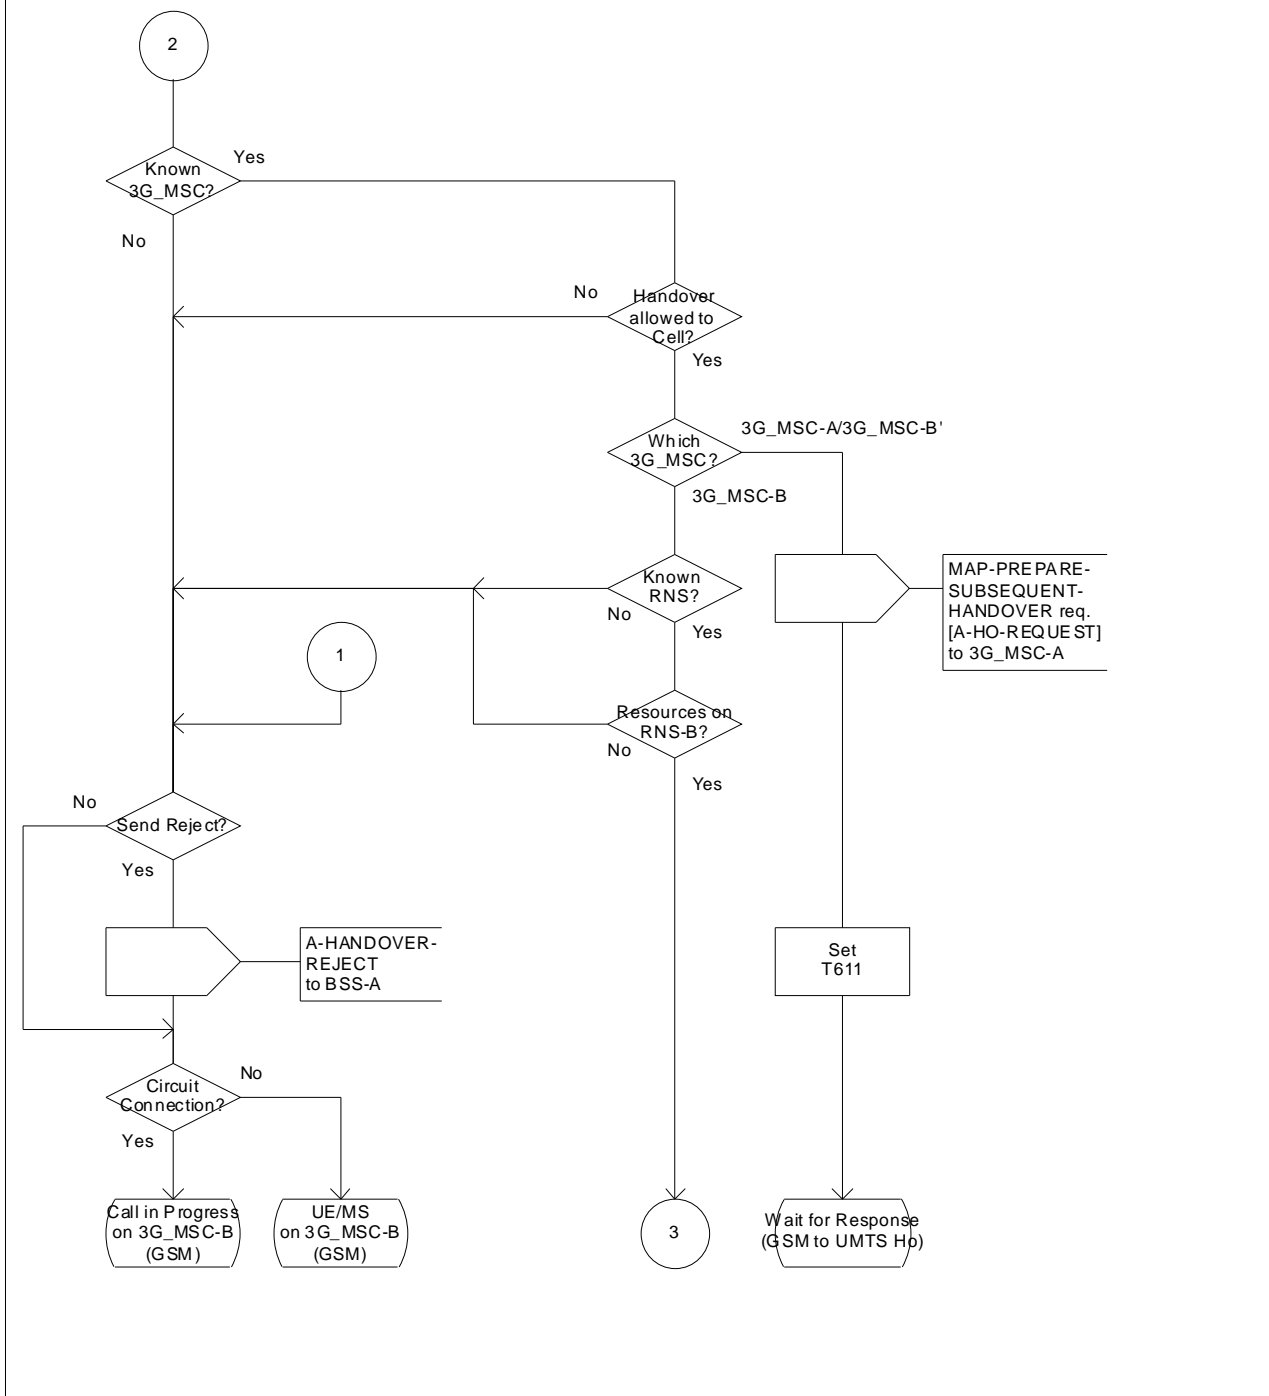 2
Yes
Known
3G_MSC?
No
No
Handover
allowed to
Cell?
Yes
3G_MSC-A/3G_MSC-B'
Which
3G_MSC?
3G_MSC-B
Known
RNS?
No
Yes
MAP-PREPARE-
SUBSEQUENT-
HANDOVER req.
[A-HO-REQUEST]
to 3G_MSC-A
1
Resources on
RNS-B?
No
Yes
No
Send Reject?
Yes
A-HANDOVER-
REJECT
to BSS-A
Set
T611
No
Circuit
Connection?
Yes
Call in Progress
on 3G_MSC-B
(GSM)
UE/MS
on 3G_MSC-B
(GSM)
3
Wait for Response
(GSM to UMTS Ho)